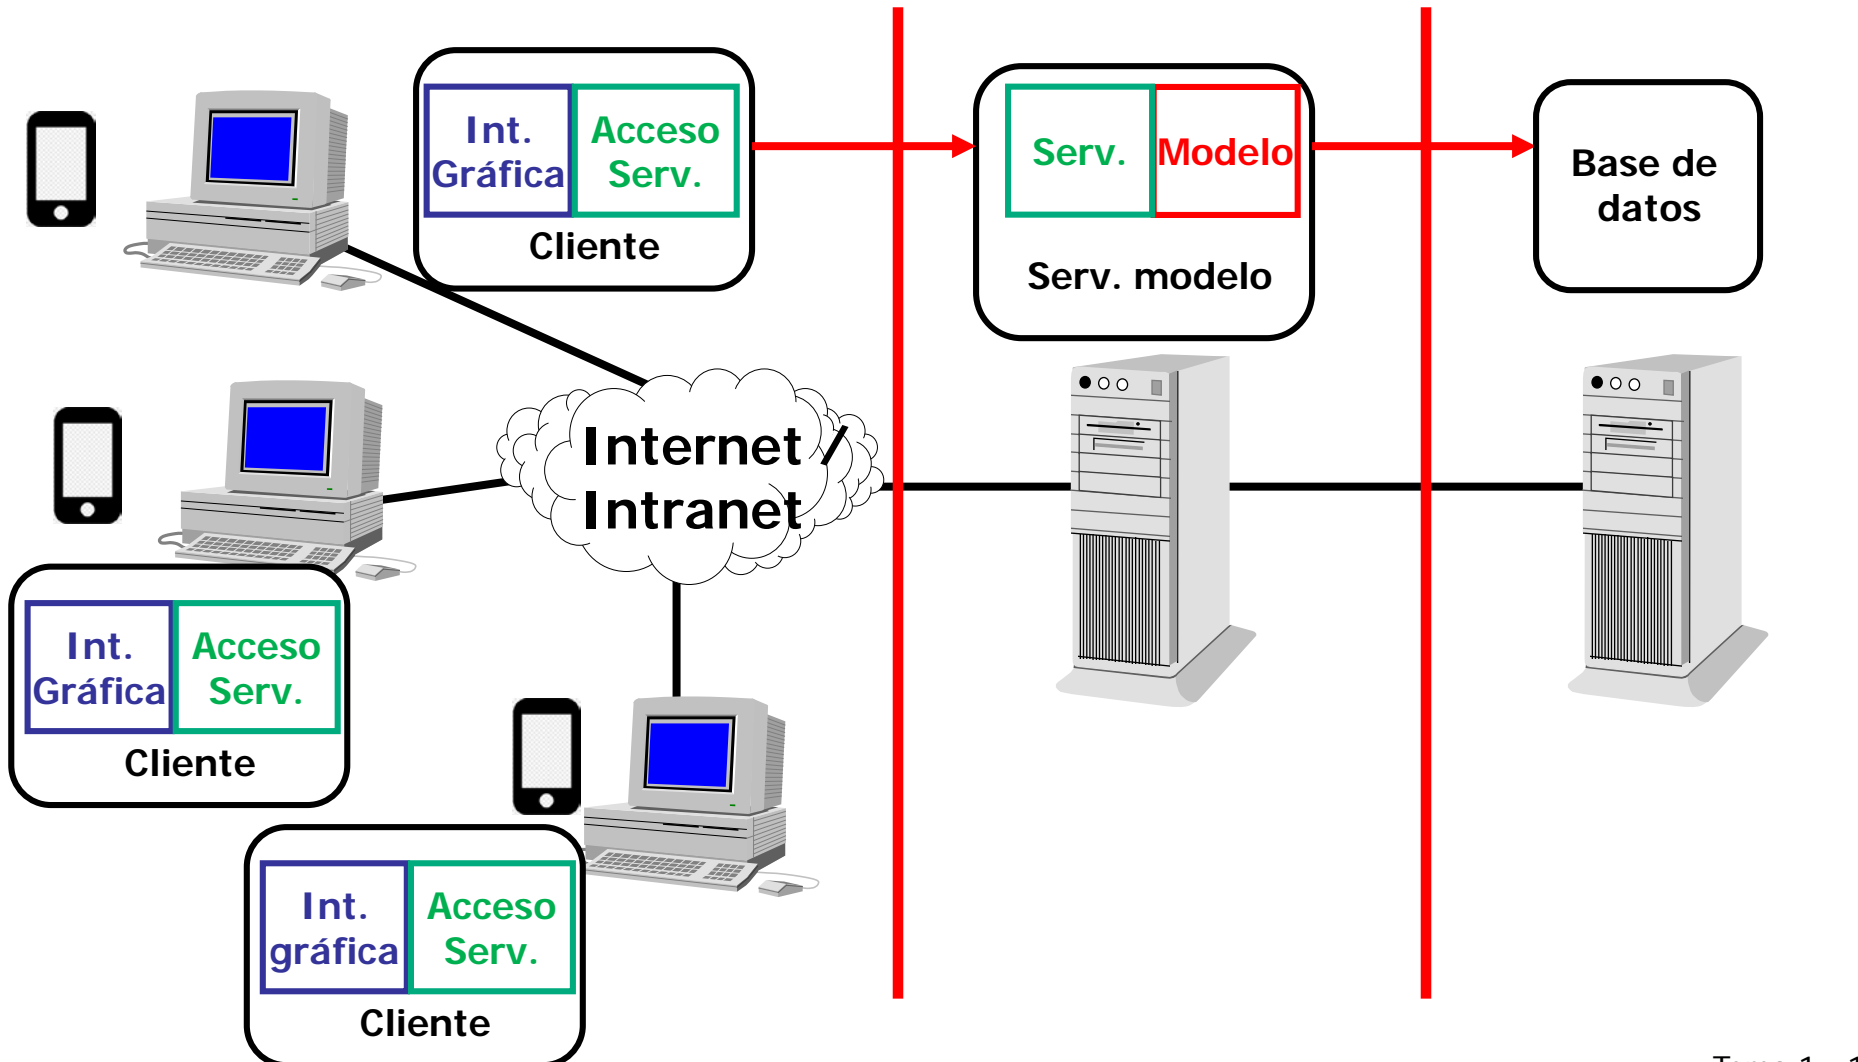 Int.
Gráfica
Acceso
Serv.
Cliente
Serv.
Modelo
Serv. modelo
Base de
datos
Internet /
Intranet
Int.
Gráfica
Acceso
Serv.
Cliente
Int.
gráfica
Acceso
Serv.
Cliente